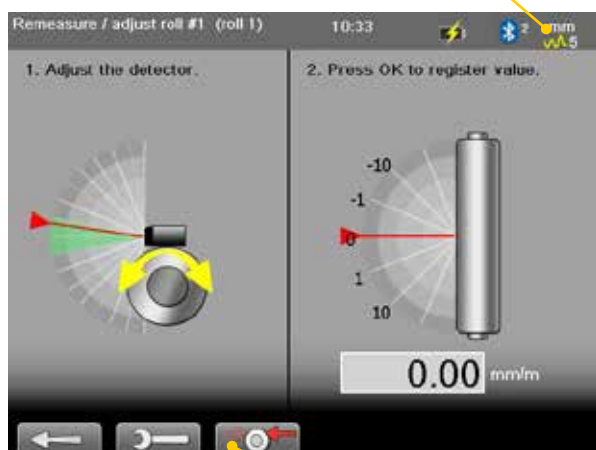 Remeasure / adjust roll #1 (roll 1) 10:33 2 mm
5
1. Adjust the detector.
2. Press OK to register value.
-10
-1
0
1
10
0.00 mm/m